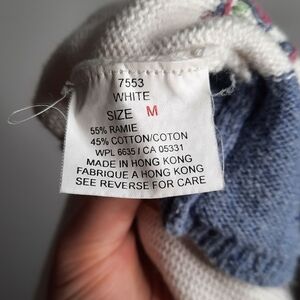 7553
WHITE
SIZE M
55% RAMIE
45% COTTON/COTON
WPL 6635 / CA 05331
MADE IN HONG KONG
FABRIQUE A HONG KONG
SEE REVERSE FOR CARE